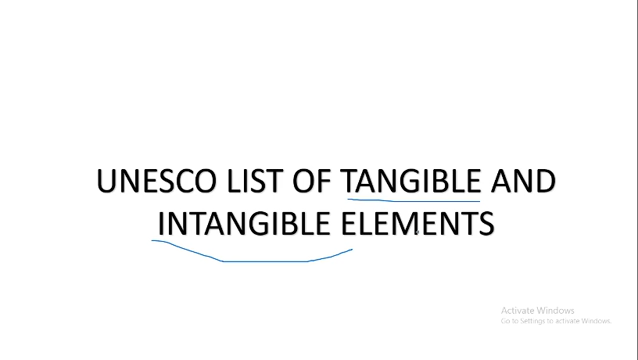 UNESCO LIST OF TANGIBLE AND
INTANGIBLE ELEMENTS
Activate Windows
Go to Settings to activate Windows.